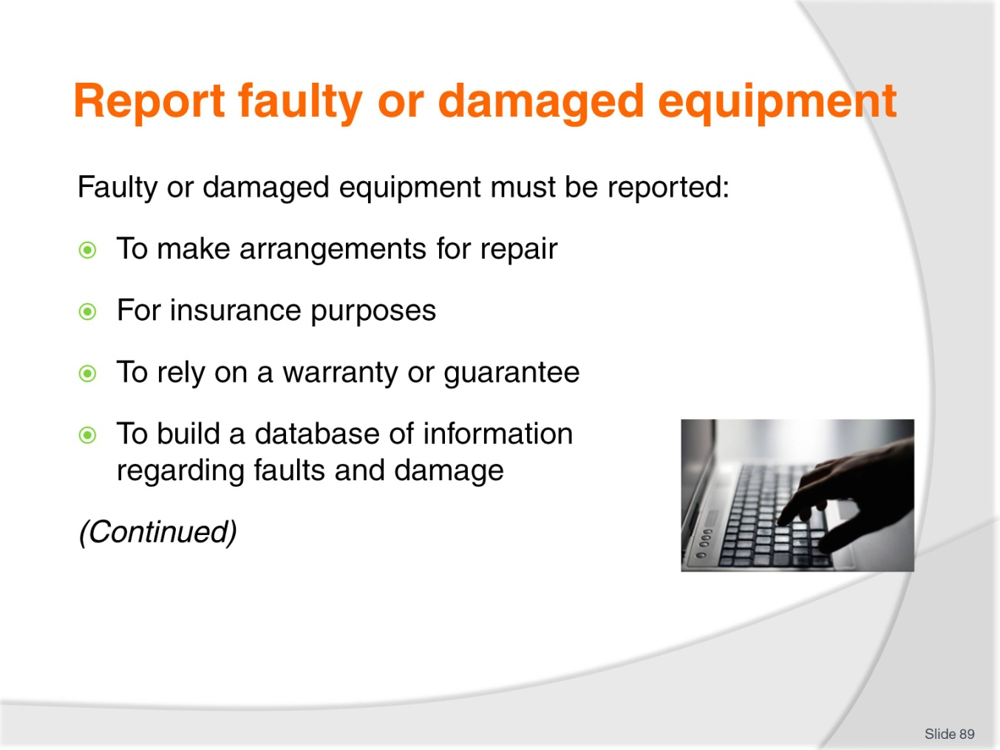 Report faulty or damaged equipment
Faulty or damaged equipment must be reported:
To make arrangements for repair
For insurance purposes
To rely on a warranty or guarantee
To build a database of information
regarding faults and damage
(Continued)
Slide 89